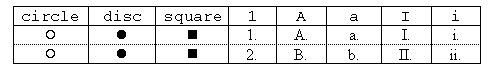 circle disc square 1 A a I i
○ ● ■ 1. A. a. I. i.
○ ● ■ 2. B. b. II. ii.